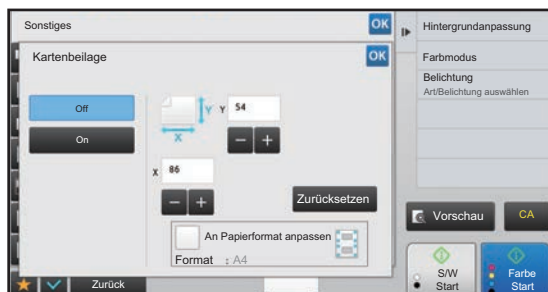 Sonstiges
OK
Kartenbeilage
OK
Off
On
Y
Y
54
X
X
86
Zurücksetzen
An Papierformat anpassen
Format : A4
Zurück
Hintergrundanpassung
Farbmodus
Belichtung
Art/Belichtung auswählen
Vorschau
CA
S/W
Start
Farbe
Start